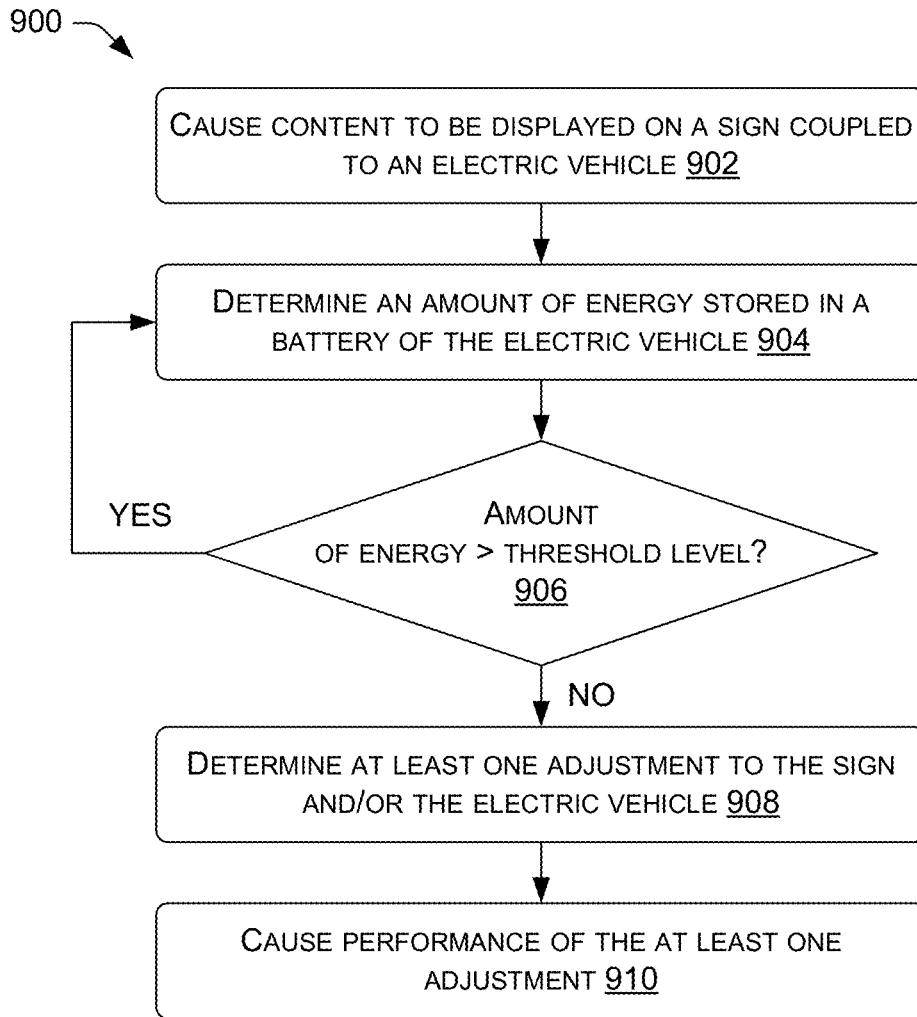 900
CAUSE CONTENT TO BE DISPLAYED ON A SIGN COUPLED
TO AN ELECTRIC VEHICLE 902
DETERMINE AN AMOUNT OF ENERGY STORED IN A
BATTERY OF THE ELECTRIC VEHICLE 904
YES
AMOUNT
OF ENERGY > THRESHOLD LEVEL?
906
NO
DETERMINE AT LEAST ONE ADJUSTMENT TO THE SIGN
AND/OR THE ELECTRIC VEHICLE 908
CAUSE PERFORMANCE OF THE AT LEAST ONE
ADJUSTMENT 910